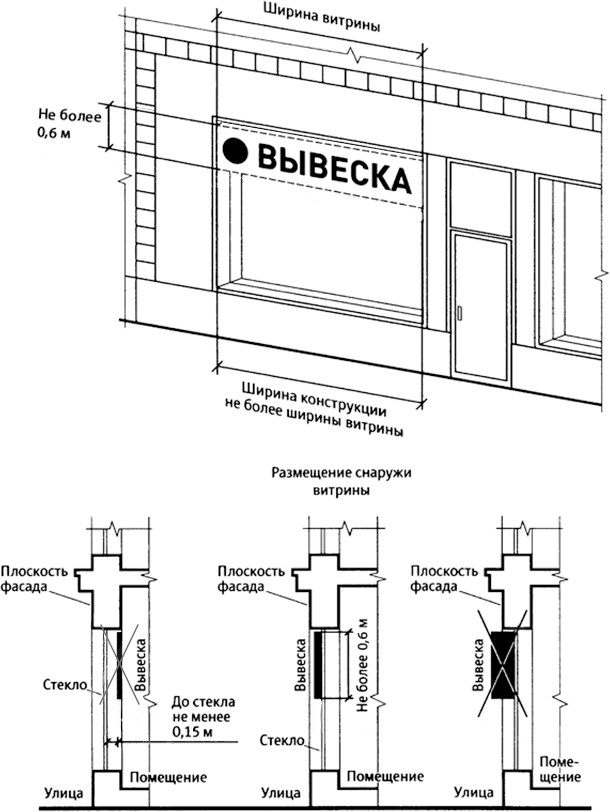 Ширина витрины
Не более
0,6 м
ВЫВЕСКА
Ширина конструкции
не более ширины витрины
Размещение снаружи
витрины
Плоскость
фасада
Вывеска
Стекло
До стекла
не менее
0,15 м
Улица
Помещение
Плоскость
фасада
Вывеска
Не более 0,6 м
Стекло
Улица
Помещение
Плоскость
фасада
Вывеска
Улица
Поме-
щение